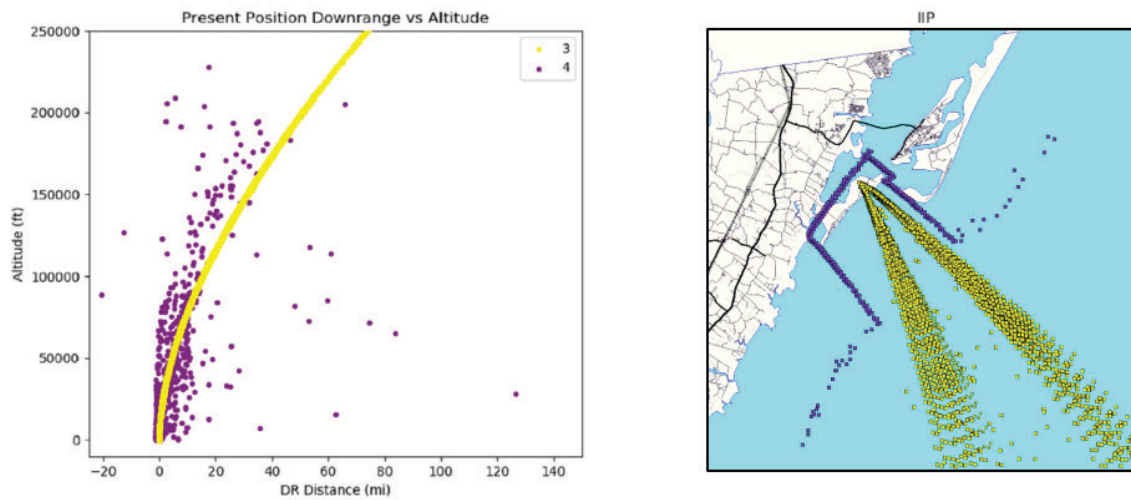 Present Position Downrange vs Altitude
250000
200000
150000
100000
50000
0
Altitude (ft)
3
4
−20 0 20 40 60 80 100 120 140
DR Distance (mi)
IIP